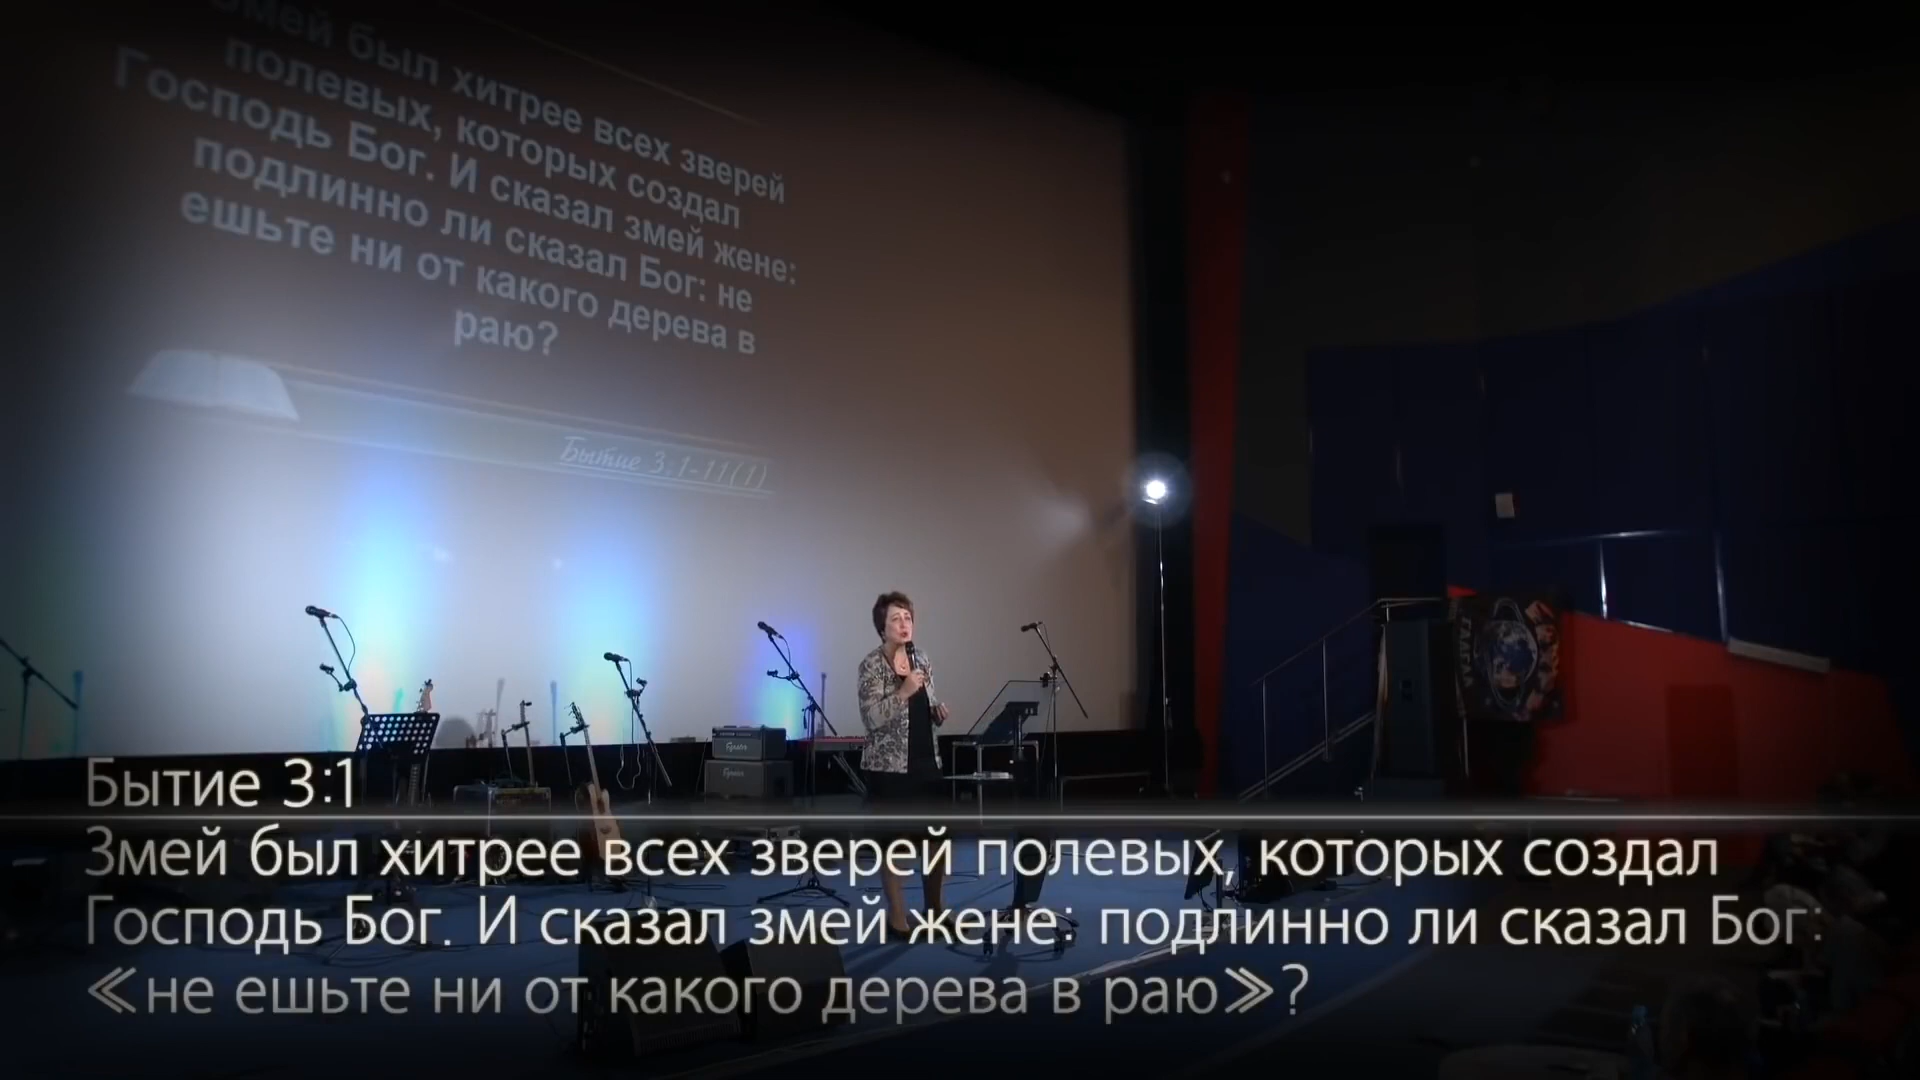 Змей был хитрее всех зверей
полевых, которых создал
Господь Бог. И сказал змей жене:
подлинно ли сказал Бог: не
ешьте ни от какого дерева в
раю?
Бытие 3:1-11(1)
Бытие 3:1
Змей был хитрее всех зверей полевых, которых создал
Господь Бог. И сказал змей жене: подлинно ли сказал Бог:
≪не ешьте ни от какого дерева в раю≫?